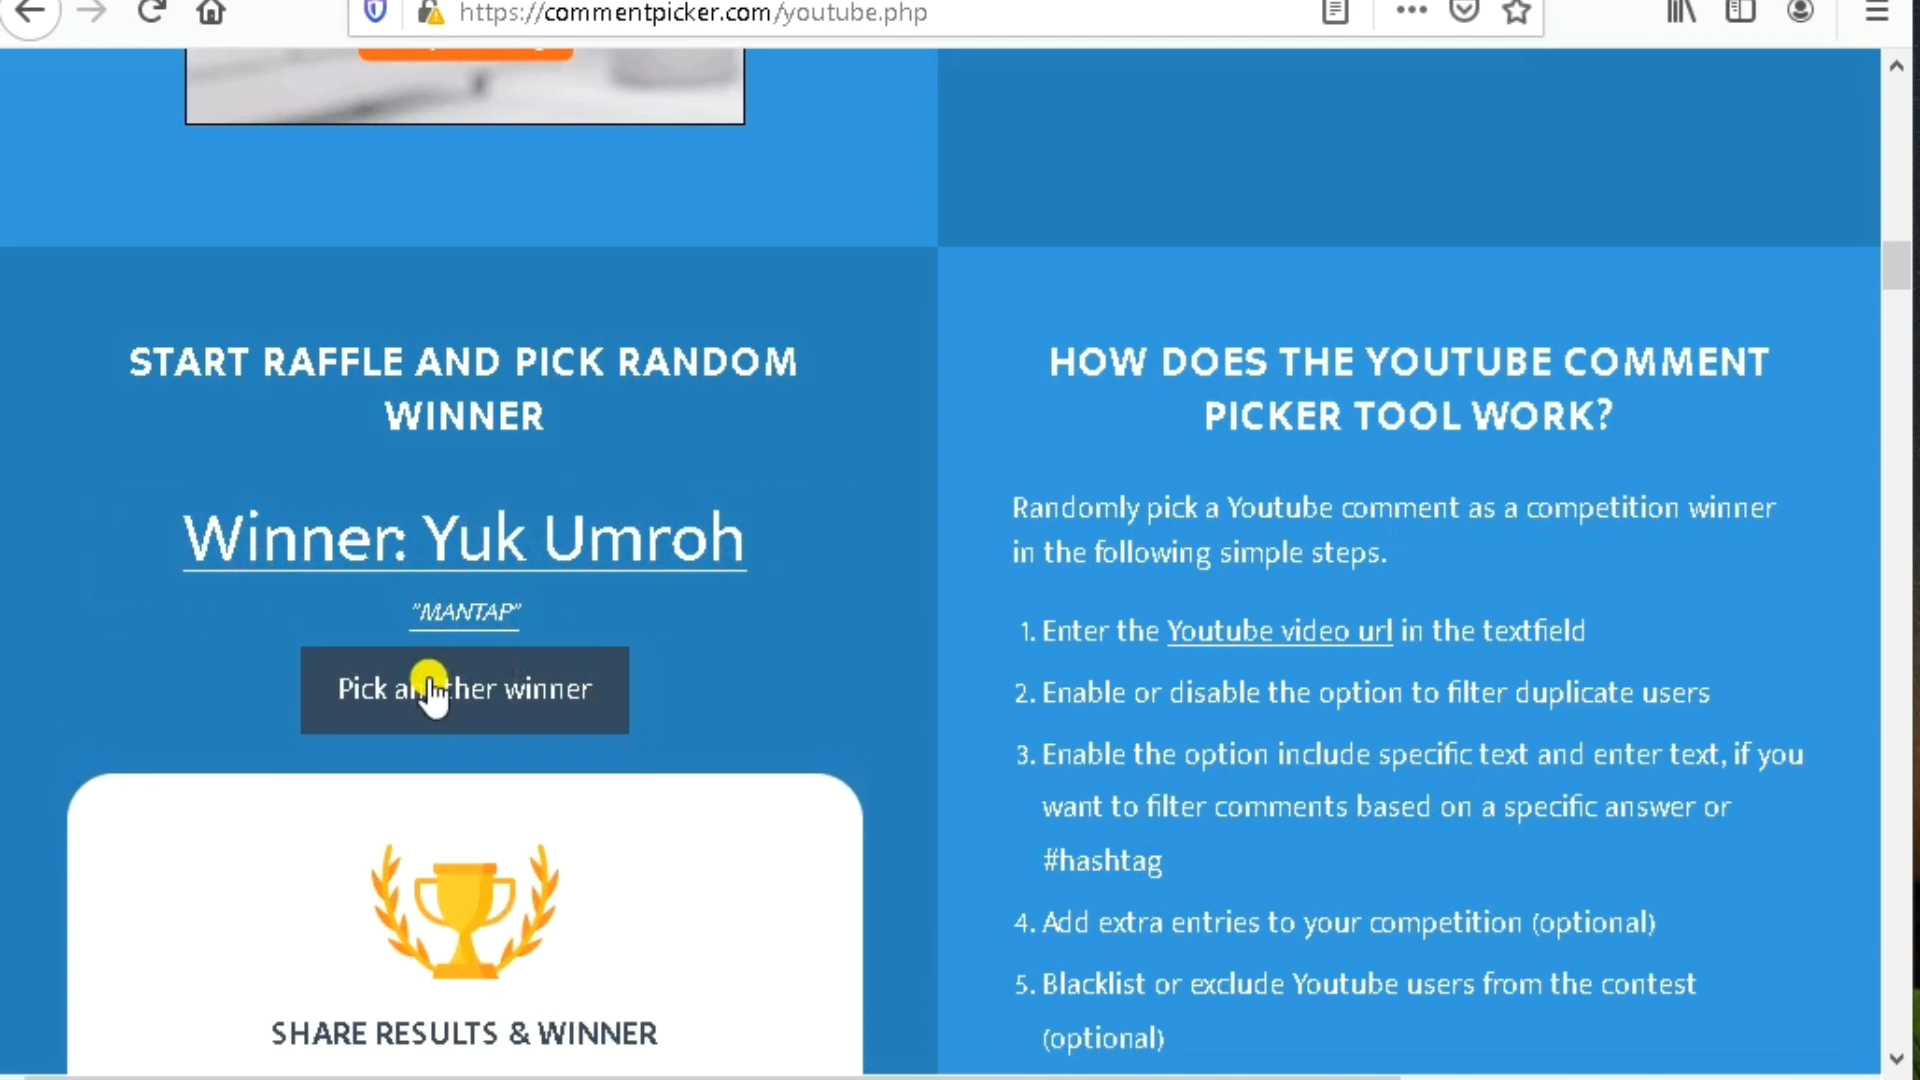 https://commentpicker.com/youtube.php
START RAFFLE AND PICK RANDOM
WINNER
Winner: Yuk Umroh
"MANTAP"
Pick another winner
SHARE RESULTS & WINNER
HOW DOES THE YOUTUBE COMMENT
PICKER TOOL WORK?
Randomly pick a Youtube comment as a competition winner
in the following simple steps.
1. Enter the Youtube video url in the textfield
2. Enable or disable the option to filter duplicate users
3. Enable the option include specific text and enter text, if you
want to filter comments based on a specific answer or
#hashtag
4. Add extra entries to your competition (optional)
5. Blacklist or exclude Youtube users from the contest
(optional)